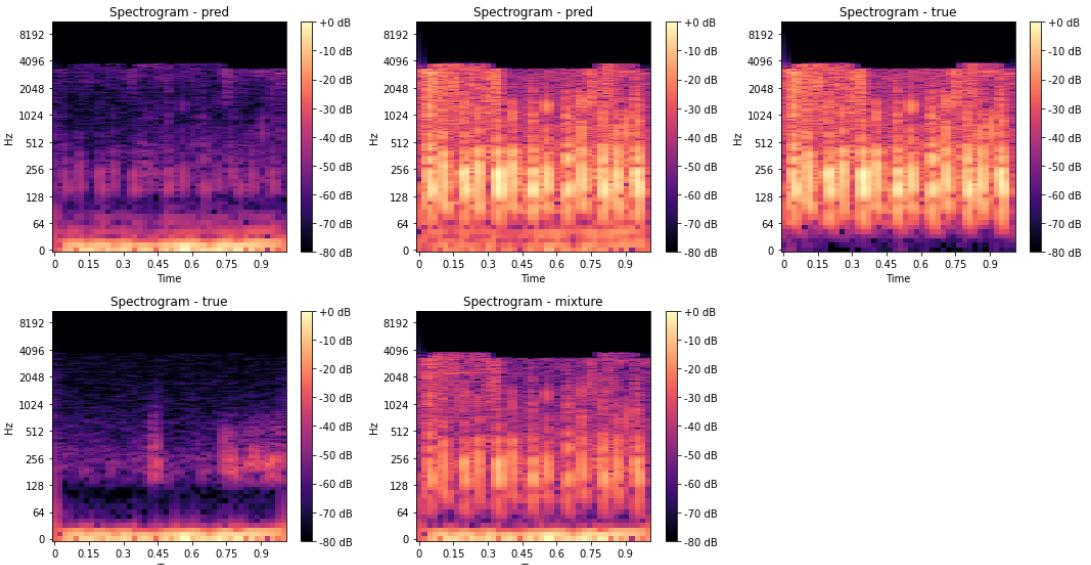 Spectrogram - pred
8192
4096
2048
1024
512
256
128
64
0
Hz
0 0.15 0.3 0.45 0.6 0.75 0.9
Time
+0 dB
-10 dB
-20 dB
-30 dB
-40 dB
-50 dB
-60 dB
-70 dB
-80 dB
Spectrogram - pred
8192
4096
2048
1024
512
256
128
64
0
Hz
0 0.15 0.3 0.45 0.6 0.75 0.9
Time
+0 dB
-10 dB
-20 dB
-30 dB
-40 dB
-50 dB
-60 dB
-70 dB
-80 dB
Spectrogram - true
8192
4096
2048
1024
512
256
128
64
0
Hz
0 0.15 0.3 0.45 0.6 0.75 0.9
Time
+0 dB
-10 dB
-20 dB
-30 dB
-40 dB
-50 dB
-60 dB
-70 dB
-80 dB
Spectrogram - true
8192
4096
2048
1024
512
256
128
64
0
Hz
0 0.15 0.3 0.45 0.6 0.75 0.9
+0 dB
-10 dB
-20 dB
-30 dB
-40 dB
-50 dB
-60 dB
-70 dB
-80 dB
Spectrogram - mixture
8192
4096
2048
1024
512
256
128
64
0
Hz
0 0.15 0.3 0.45 0.6 0.75 0.9
+0 dB
-10 dB
-20 dB
-30 dB
-40 dB
-50 dB
-60 dB
-70 dB
-80 dB